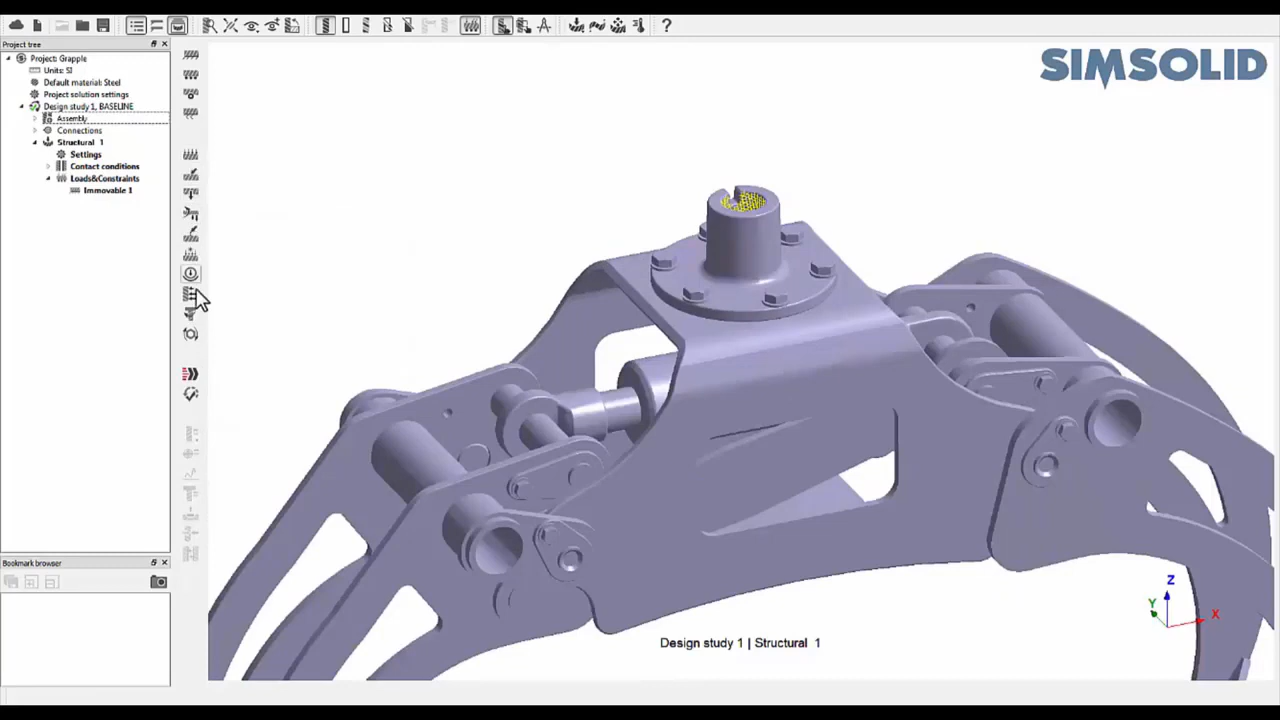 Project tree
SIMSOLID
Project: Grapple
Units: SI
Default material: Steel
Project solution settings
Design study 1, BASELINE
Assembly
Connections
Structural 1
Settings
Contact conditions
Loads&Constraints
Immovable 1
Bookmark browser
Z
Y
X
Design study 1 | Structural 1